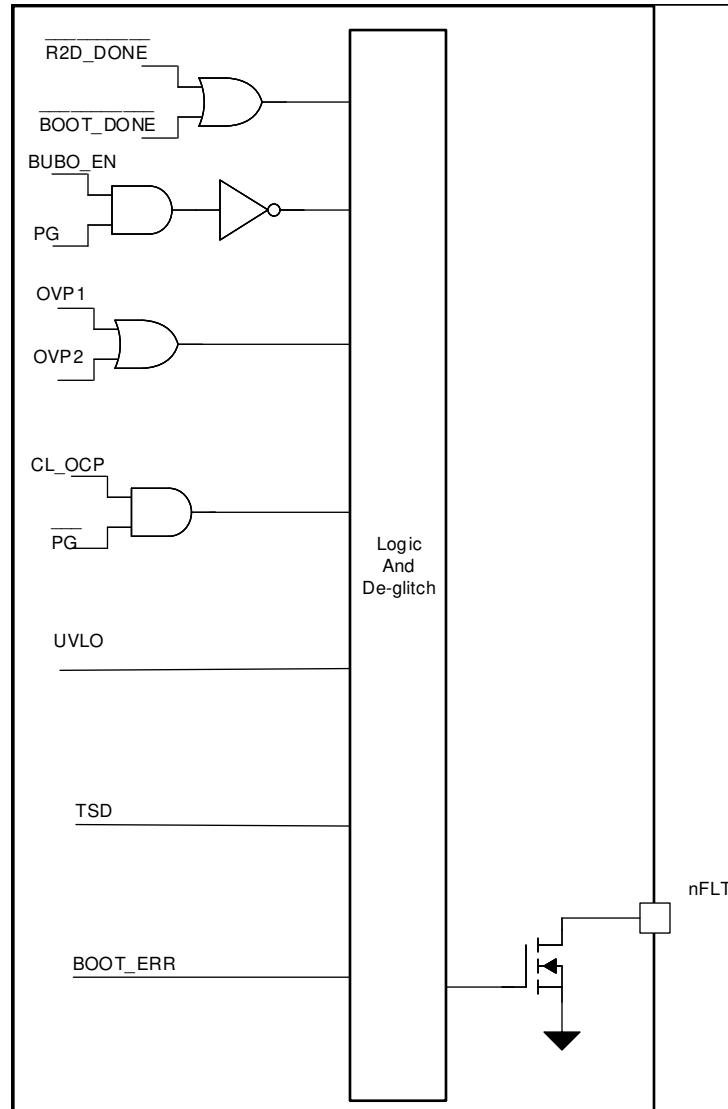 R2D_DONE
BOOT_DONE
BUBO_EN
PG
OVP1
OVP2
CL_OCP
PG
Logic
And
De-glitch
UVLO
TSD
nFLT
BOOT_ERR